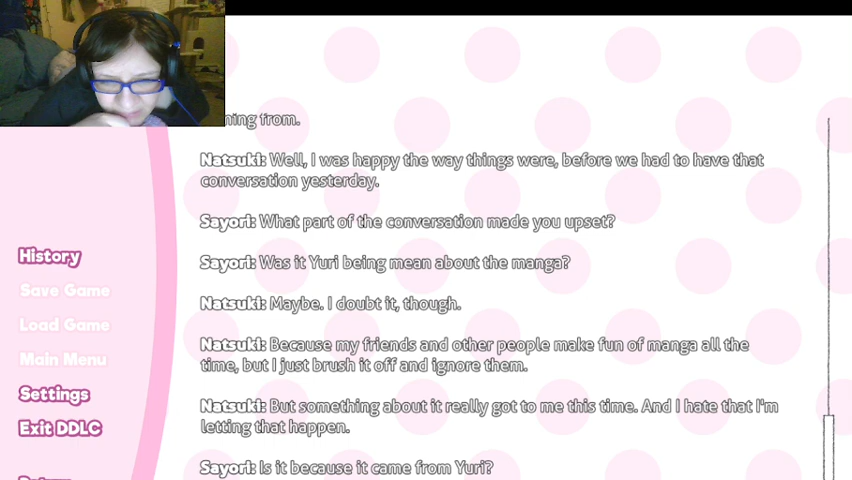 ming from.
Natsuki: Well, I was happy the way things were, before we had to have that
conversation yesterday.
Sayori: What part of the conversation made you upset?
Sayori: Was it Yuri being mean about the manga?
Natsuki: Maybe. I doubt it, though.
Natsuki: Because my friends and other people make fun of manga all the
time, but I just brush it off and ignore them.
Natsuki: But something about it really got to me this time. And I hate that I'm
letting that happen.
Sayori: Is it because it came from Yuri?
History
Save Game
Load Game
Main Menu
Settings
Exit DDLC